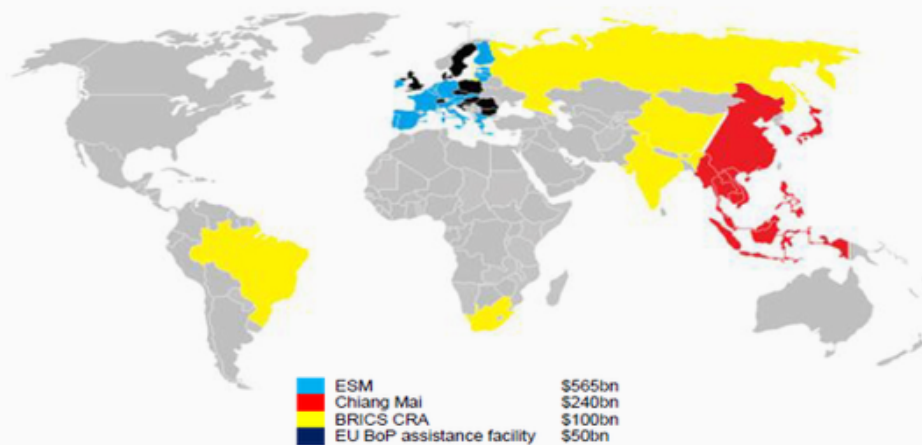 ESM $565bn
Chiang Mai $240bn
BRICS CRA $100bn
EU BoP assistance facility $50bn